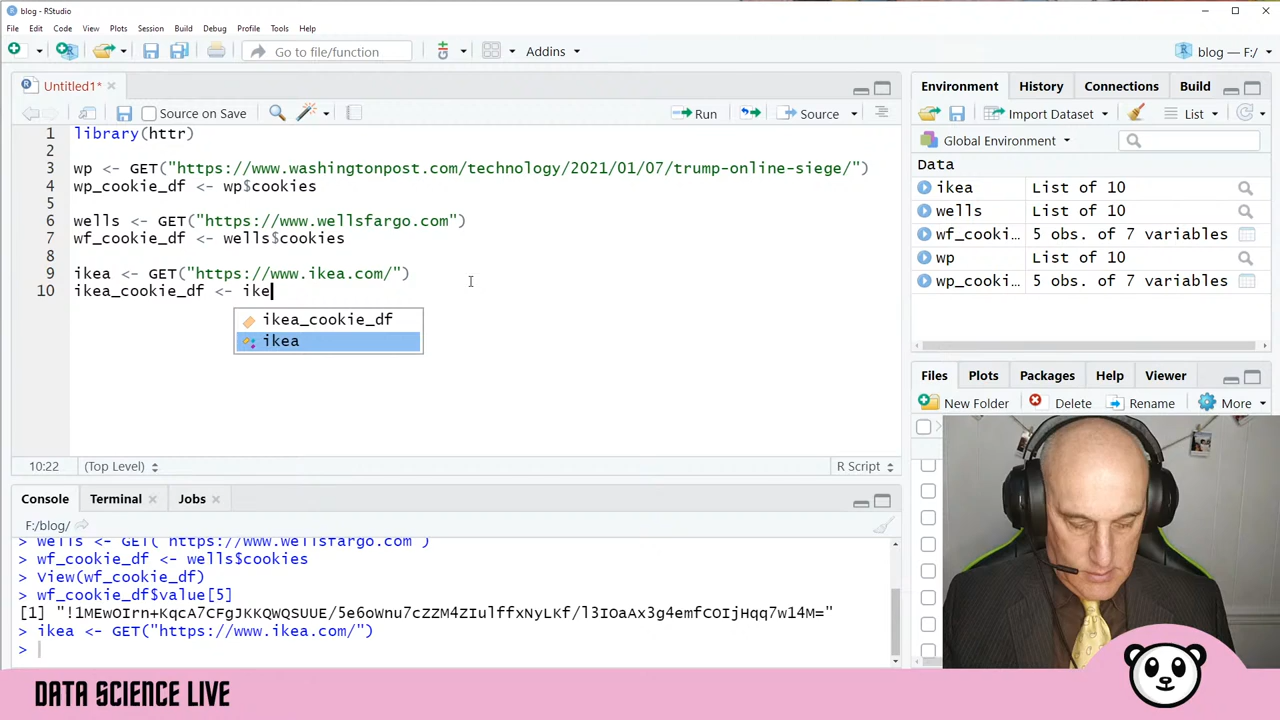 blog - RStudio
File Edit Code View Plots Session Build Debug Profile Tools Help
Go to file/function
Addins
blog — F:/
Untitled1*
Source on Save
Run
Source
1 library(httr)
2
3 wp <- GET("https://www.washingtonpost.com/technology/2021/01/07/trump-online-siege/")
4 wp_cookie_df <- wp$cookies
5
6 wells <- GET("https://www.wellsfargo.com")
7 wf_cookie_df <- wells$cookies
8
9 ikea <- GET("https://www.ikea.com/")
10 ikea_cookie_df <- ike
ikea_cookie_df
ikea
10:22 (Top Level) R Script
Console Terminal Jobs
F:/blog/
> wells <- GET("https://www.wellsfargo.com")
> wf_cookie_df <- wells$cookies
> View(wf_cookie_df)
> wf_cookie_df$value[5]
[1] "!1MEwOIrn+KqcA7CFgJKKQWQSUUE/5e6oWnu7cZZM4ZIulffxNyLKf/l3IOaAx3g4emfCOIjHqq7w14M="
> ikea <- GET("https://www.ikea.com/")
>
Environment History Connections Build
Import Dataset List
Global Environment
Data
ikea List of 10
wells List of 10
wf_cooki… 5 obs. of 7 variables
wp List of 10
wp_cooki… 5 obs. of 7 variables
Files Plots Packages Help Viewer
New Folder Delete Rename More
DATA SCIENCE LIVE